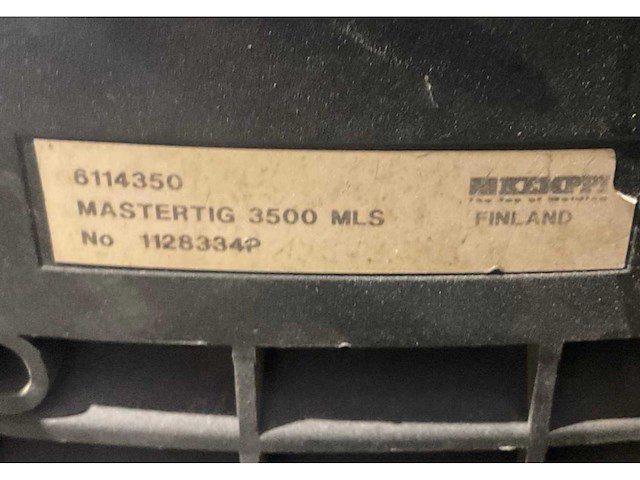 6114350
MASTERTIG 3500 MLS
No 1128334P
KEMPPI
The Joy of Welding
FINLAND